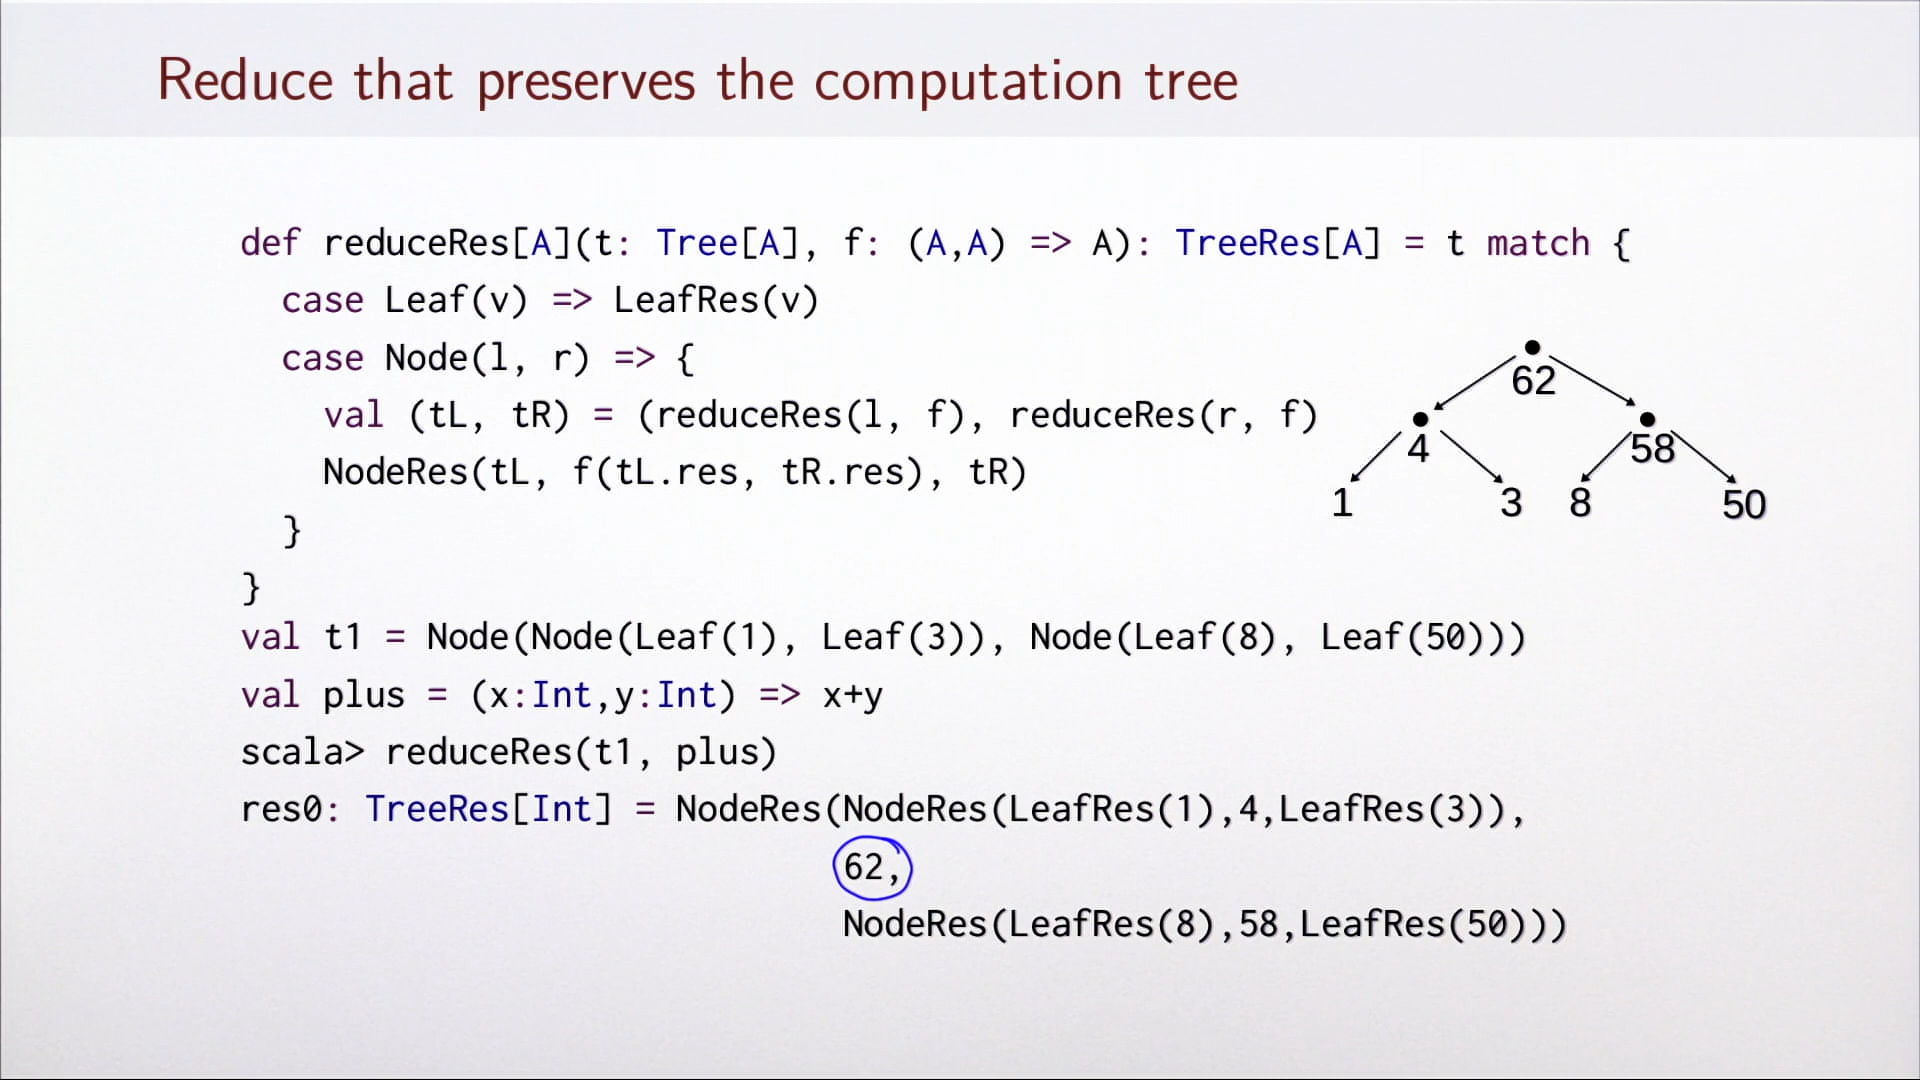 Reduce that preserves the computation tree
def reduceRes[A](t: Tree[A], f: (A,A) => A): TreeRes[A] = t match {
case Leaf(v) => LeafRes(v)
case Node(l, r) => {
val (tL, tR) = (reduceRes(l, f), reduceRes(r, f)
NodeRes(tL, f(tL.res, tR.res), tR)
}
}
62
4
58
1
3
8
50
val t1 = Node(Node(Leaf(1), Leaf(3)), Node(Leaf(8), Leaf(50)))
val plus = (x:Int,y:Int) => x+y
scala> reduceRes(t1, plus)
res0: TreeRes[Int] = NodeRes(NodeRes(LeafRes(1),4,LeafRes(3)),
62,
NodeRes(LeafRes(8),58,LeafRes(50)))